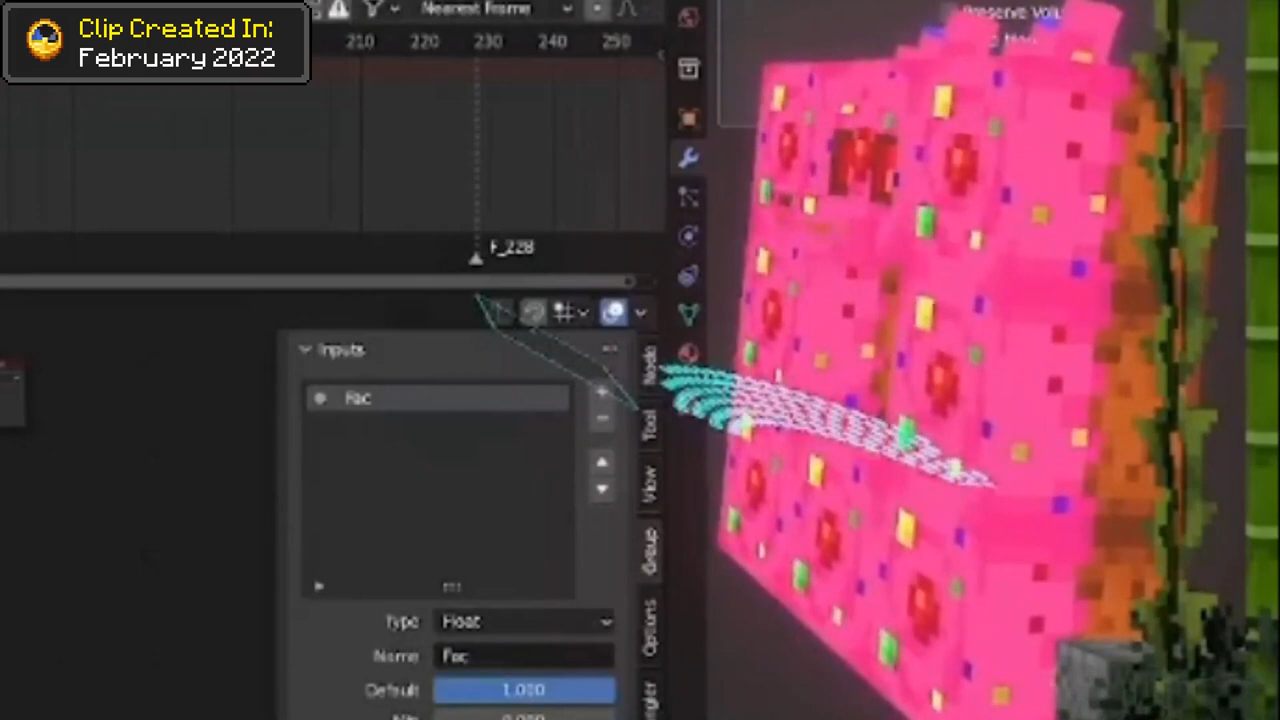 Clip Created In:
February 2022
Nearest Frame
210 220 230 240 250
F_228
Inputs
Fac
Type Float
Name Fac
Default 1.000
Node
Tool
View
Group
Options